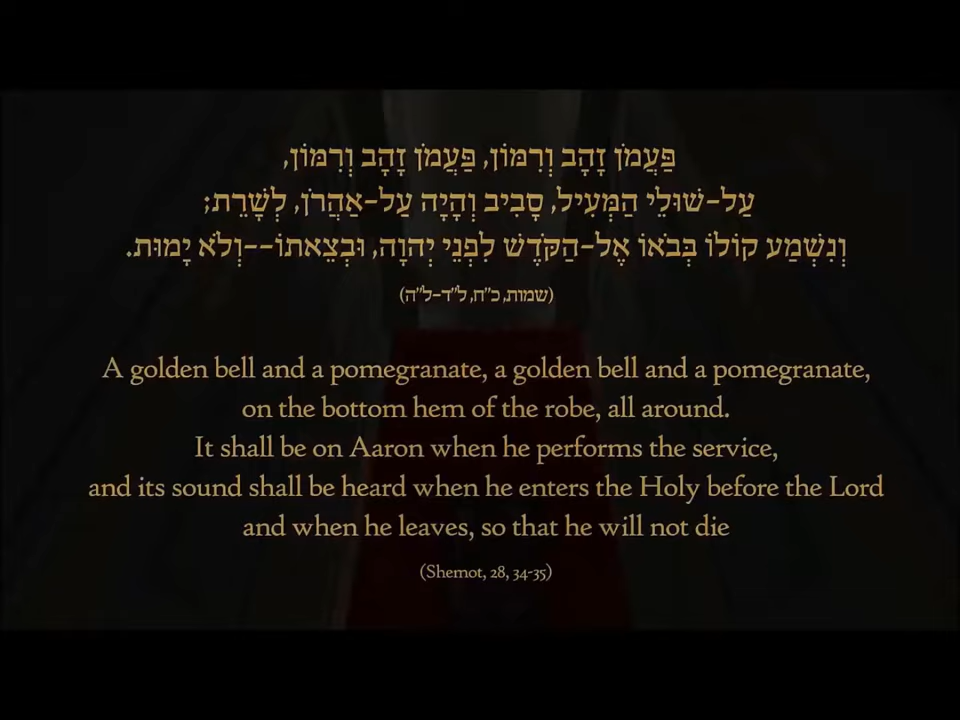 פַּעֲמֹן זָהָב וְרִמּוֹן, פַּעֲמֹן זָהָב וְרִמּוֹן,
עַל-שׁוּלֵי הַמְּעִיל, סָבִיב וְהָיָה עַל-אַהֲרֹן, לְשָׁרֵת;
וְנִשְׁמַע קוֹלוֹ בְּבֹאוֹ אֶל-הַקֹּדֶשׁ לִפְנֵי יְהוָה, וּבְצֵאתוֹ--וְלֹא יָמוּת.
(שמות, כ"ח, ל"ד-ל"ה)
A golden bell and a pomegranate, a golden bell and a pomegranate,
on the bottom hem of the robe, all around.
It shall be on Aaron when he performs the service,
and its sound shall be heard when he enters the Holy before the Lord
and when he leaves, so that he will not die
(Shemot, 28, 34-35)